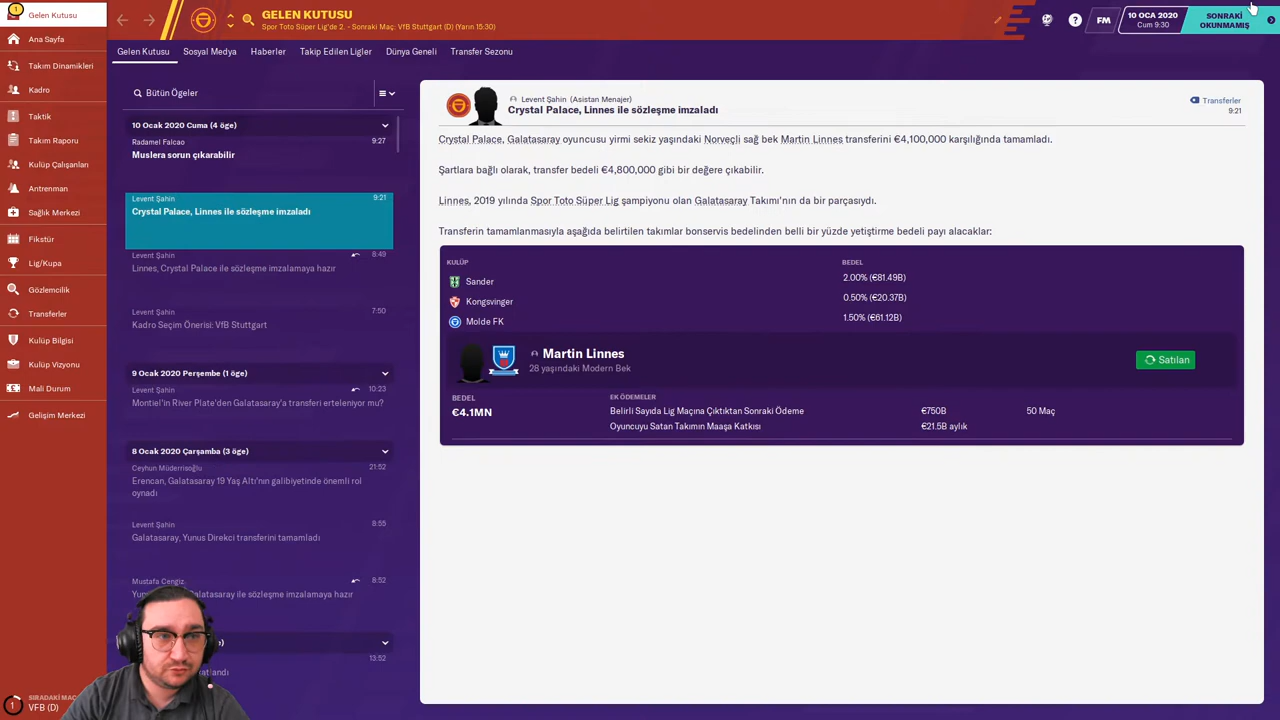 1
Gelen Kutusu
Ana Sayfa
Takım Dinamikleri
Kadro
Taktik
Takım Raporu
Kulüp Çalışanları
Antrenman
Sağlık Merkezi
Fikstür
Lig/Kupa
Gözlemcilik
Transferler
Kulüp Bilgisi
Kulüp Vizyonu
Mali Durum
Gelişim Merkezi
SIRADAKİ MAÇ
1 VFB (D)
GELEN KUTUSU
Spor Toto Süper Lig'de 2. - Sonraki Maç: VfB Stuttgart (D) (Yarın 15:30)
?
FM
10 OCA 2020
Cum 9:30
SONRAKİ
OKUNMAMIŞ
Gelen Kutusu Sosyal Medya Haberler Takip Edilen Ligler Dünya Geneli Transfer Sezonu
Bütün Ögeler
10 Ocak 2020 Cuma (4 öge)
Radamel Falcao 9:27
Muslera sorun çıkarabilir
Levent Şahin 9:21
Crystal Palace, Linnes ile sözleşme imzaladı
Levent Şahin 8:49
Linnes, Crystal Palace ile sözleşme imzalamaya hazır
Levent Şahin 7:50
Kadro Seçim Önerisi: VfB Stuttgart
9 Ocak 2020 Perşembe (1 öge)
Levent Şahin 10:23
Montiel'in River Plate'den Galatasaray'a transferi erteleniyor mu?
8 Ocak 2020 Çarşamba (3 öge)
Ceyhun Müderrisoğlu 21:52
Erencan, Galatasaray 19 Yaş Altı'nın galibiyetinde önemli rol
oynadı
Levent Şahin 8:55
Galatasaray, Yunus Direkci transferini tamamladı
Mustafa Cengiz 8:52
Galatasaray ile sözleşme imzalamaya hazır
13:52
Levent Şahin (Asistan Menajer)
Crystal Palace, Linnes ile sözleşme imzaladı
Transferler
9:21
Crystal Palace, Galatasaray oyuncusu yirmi sekiz yaşındaki Norveçli sağ bek Martin Linnes transferini €4,100,000 karşılığında tamamladı.
Şartlara bağlı olarak, transfer bedeli €4,800,000 gibi bir değere çıkabilir.
Linnes, 2019 yılında Spor Toto Süper Lig şampiyonu olan Galatasaray Takımı'nın da bir parçasıydı.
Transferin tamamlanmasıyla aşağıda belirtilen takımlar bonservis bedelinden belli bir yüzde yetiştirme bedeli payı alacaklar:
KULÜP BEDEL
Sander 2.00% (€81.49B)
Kongsvinger 0.50% (€20.37B)
Molde FK 1.50% (€61.12B)
Martin Linnes
28 yaşındaki Modern Bek
Satılan
BEDEL EK ÖDEMELER
€4.1MN
Belirli Sayıda Lig Maçına Çıktıktan Sonraki Ödeme €750B 50 Maç
Oyuncuyu Satan Takımın Maaşa Katkısı €21.5B aylık